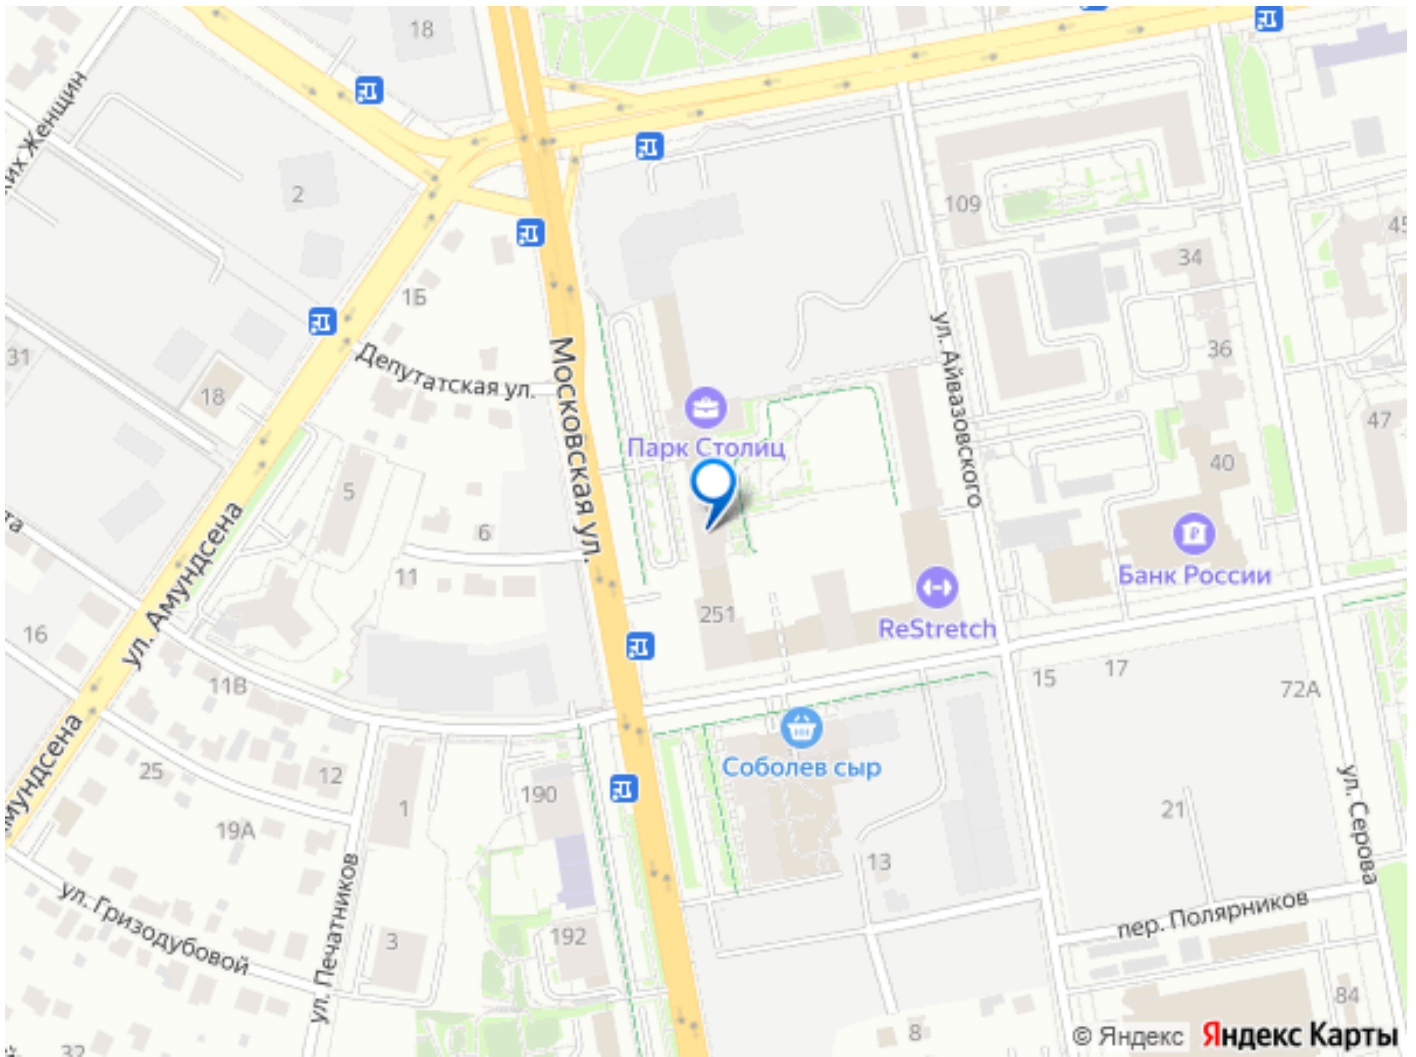 18
ких Женщин
2
109
45
1Б
34
ул. Айвазовского
31
Депутатская ул.
Московская ул.
36
18
Парк Столиц
47
40
5
та
6
Банк России
11
ул. Амундсена
251
ReStretch
16
11В
15
17
72А
Соболев сыр
25
12
190
мундсена
1
19А
21
ул. Серова
13
ул. Гризодубовой
ул. Печатников
пер. Полярников
3
192
84
8
32
© Яндекс Яндекс Карты